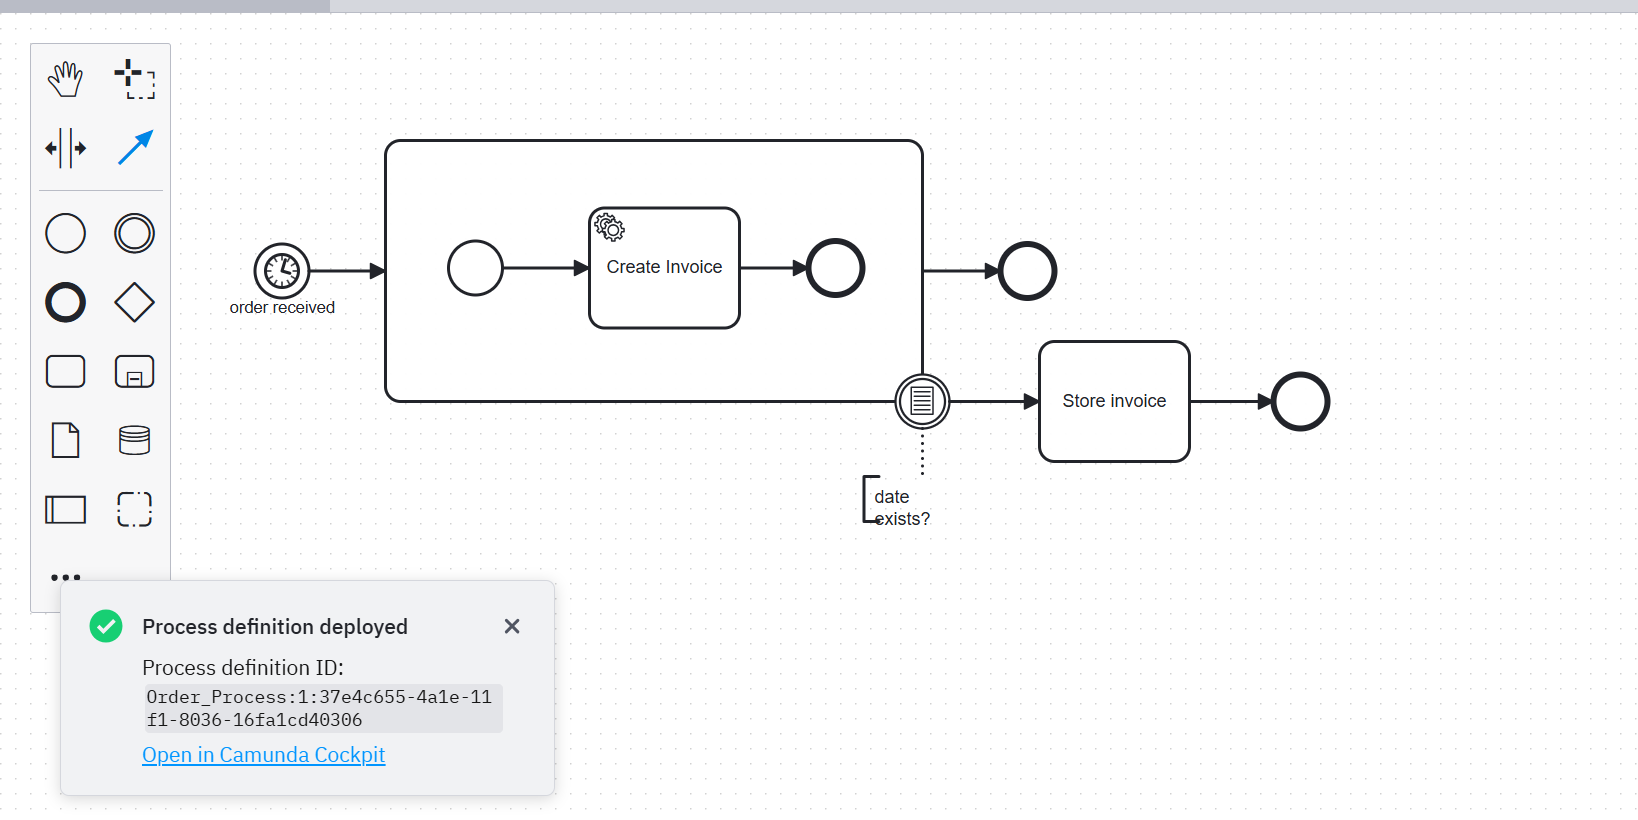 Create Invoice
order received
Store invoice
date
exists?
Process definition deployed
Process definition ID:
Order_Process:1:37e4c655-4a1e-11
f1-8036-16fa1cd40306
Open in Camunda Cockpit